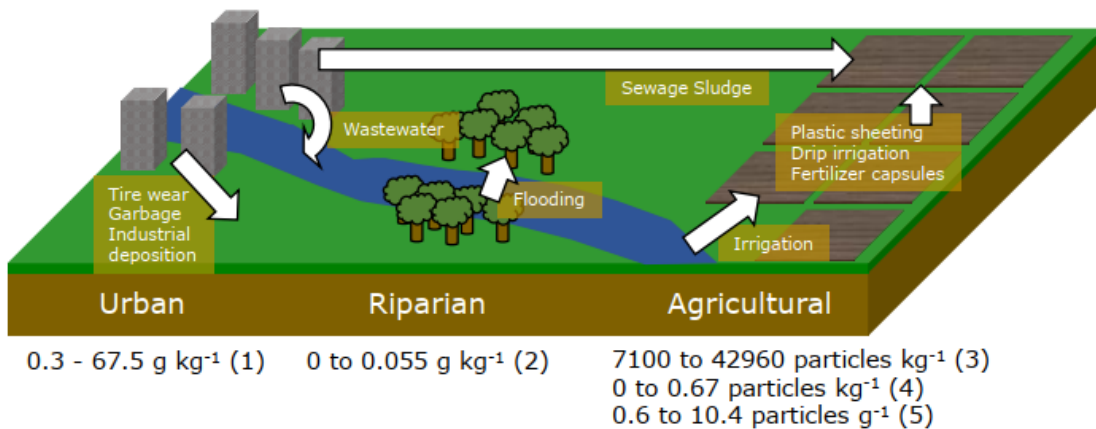 Sewage Sludge
Wastewater
Plastic sheeting
Drip irrigation
Fertilizer capsules
Tire wear
Garbage
Industrial
deposition
Flooding
Irrigation
Urban
Riparian
Agricultural
0.3 - 67.5 g kg⁻¹ (1)
0 to 0.055 g kg⁻¹ (2)
7100 to 42960 particles kg⁻¹ (3)
0 to 0.67 particles kg⁻¹ (4)
0.6 to 10.4 particles g⁻¹ (5)